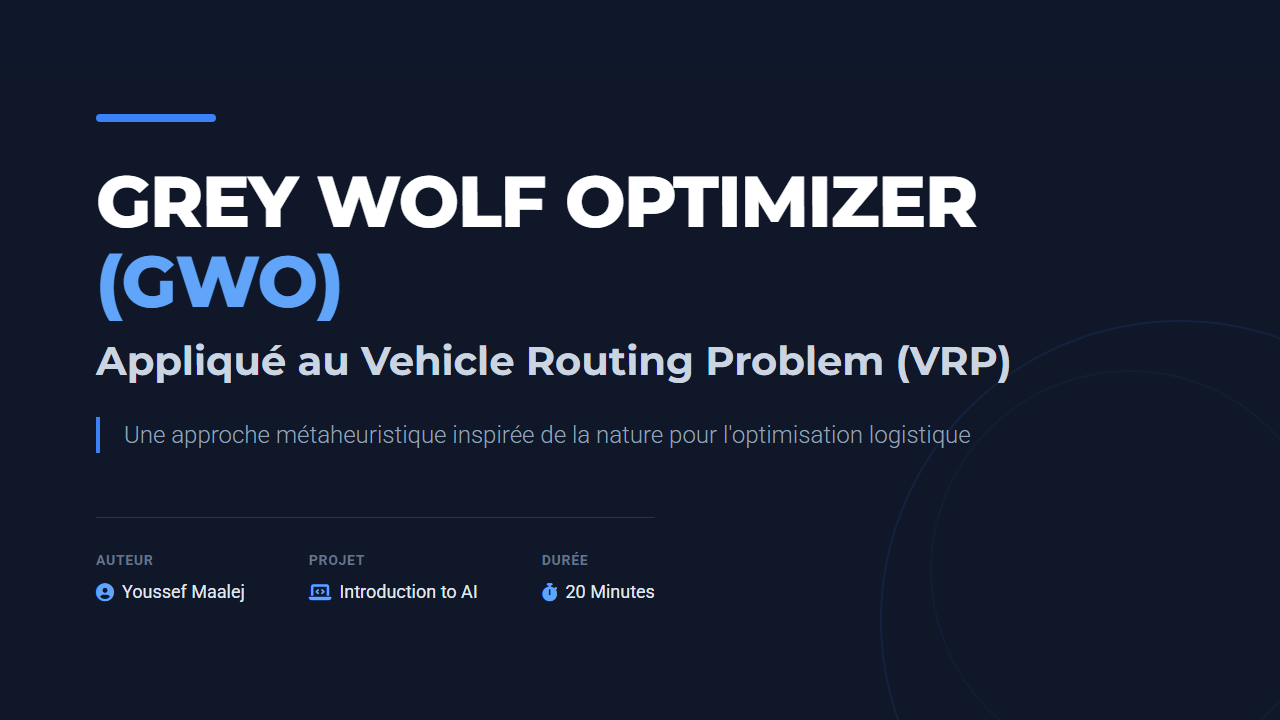 GREY WOLF OPTIMIZER
(GWO)
Appliqué au Vehicle Routing Problem (VRP)
Une approche métaheuristique inspirée de la nature pour l'optimisation logistique
AUTEUR
Youssef Maalej
PROJET
Introduction to AI
DURÉE
20 Minutes